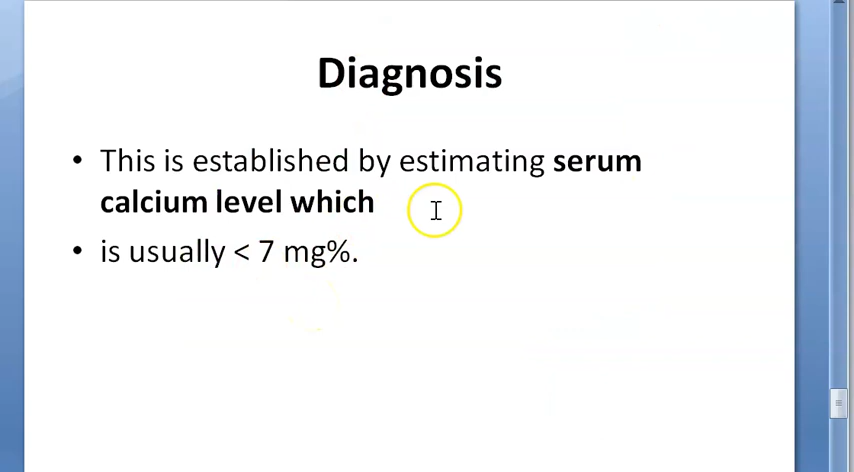 Diagnosis
• This is established by estimating serum
calcium level which
• is usually < 7 mg%.